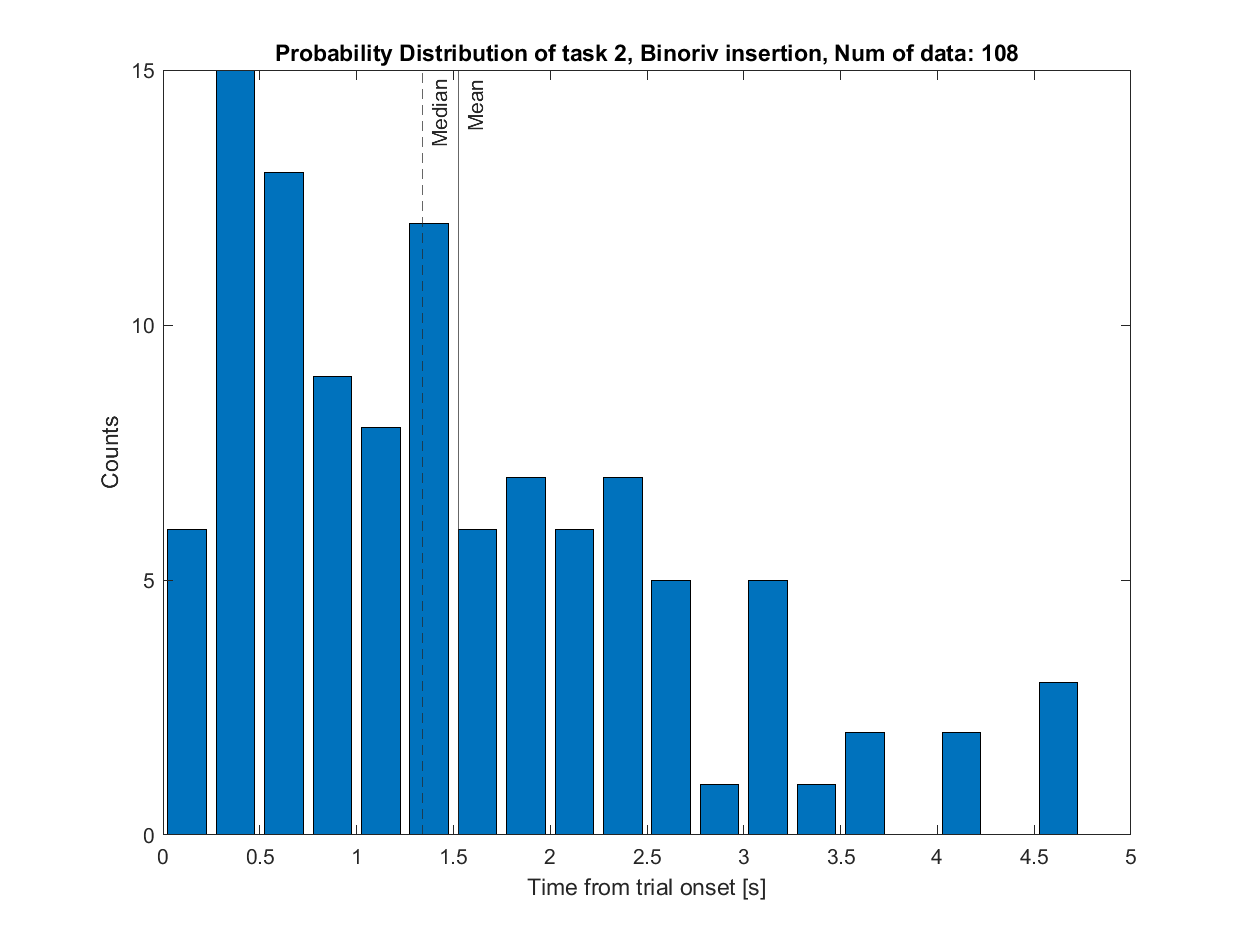 Probability Distribution of task 2, Binoriv insertion, Num of data: 108
15
10
5
0
Counts
Median
Mean
0 0.5 1 1.5 2 2.5 3 3.5 4 4.5 5
Time from trial onset [s]